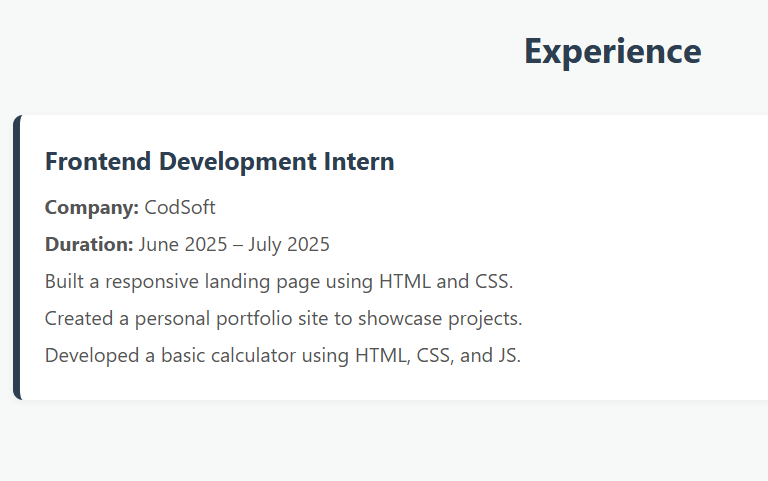 Experience
Frontend Development Intern
Company: CodSoft
Duration: June 2025 – July 2025
Built a responsive landing page using HTML and CSS.
Created a personal portfolio site to showcase projects.
Developed a basic calculator using HTML, CSS, and JS.